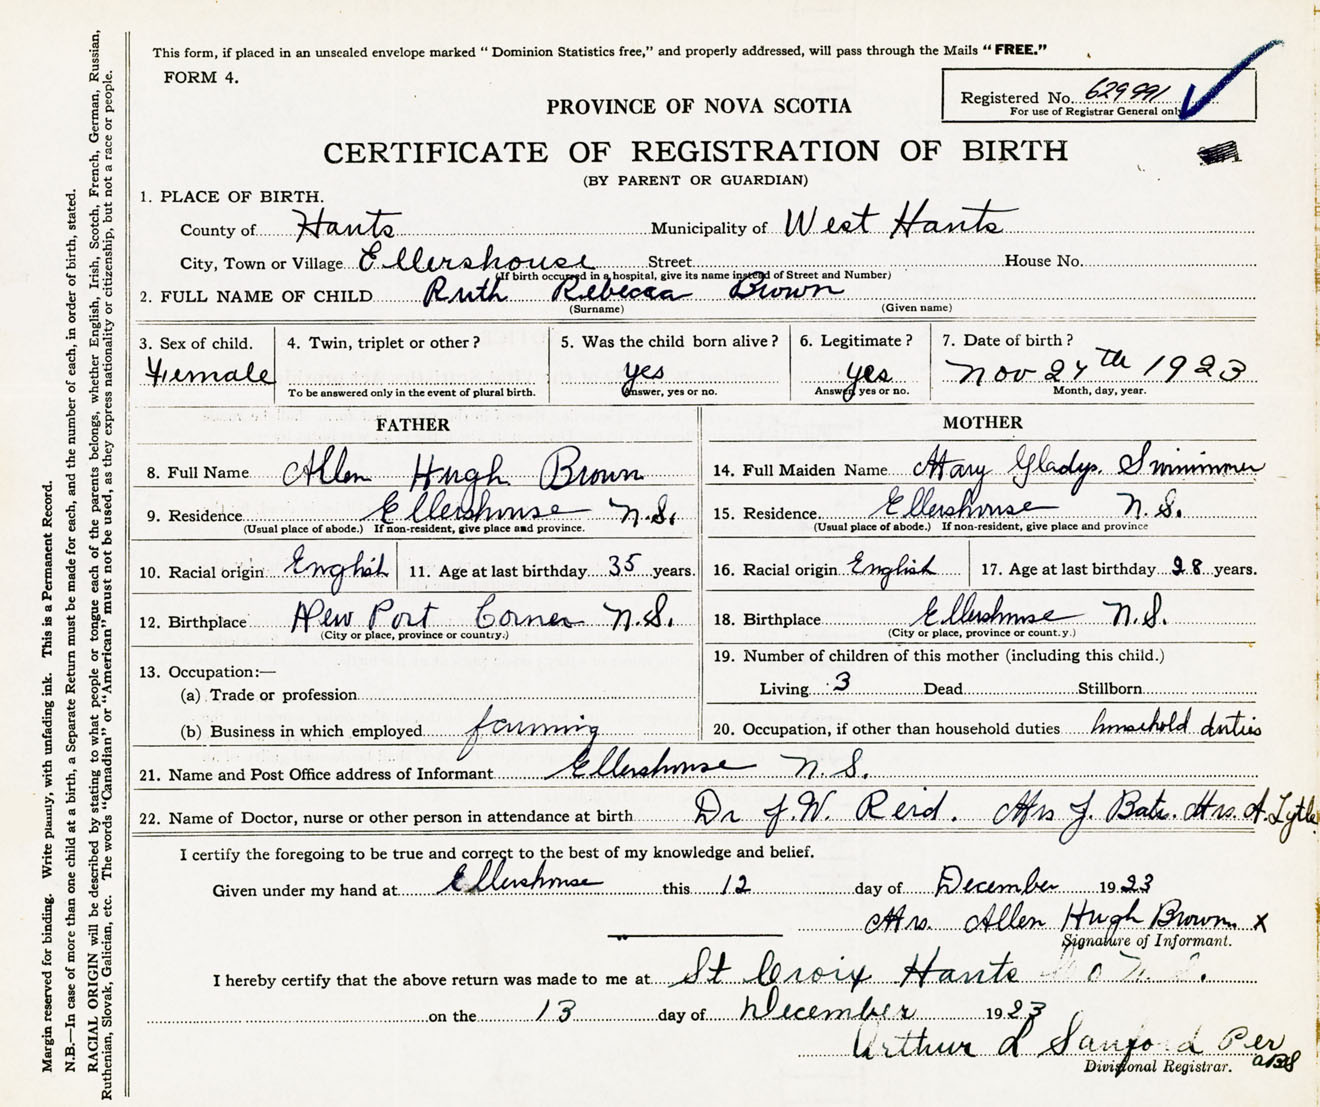 This form, if placed in an unsealed envelope marked “ Dominion Statistics free,” and properly addressed, will pass through the Mails “ FREE.”
FORM 4.
Registered No. 629991
For use of Registrar General only
PROVINCE OF NOVA SCOTIA
CERTIFICATE OF REGISTRATION OF BIRTH
(BY PARENT OR GUARDIAN)
1. PLACE OF BIRTH.
County of Hants Municipality of West Hants
City, Town or Village Ellershouse Street House No.
(If birth occurred in a hospital, give its name instead of Street and Number)
2. FULL NAME OF CHILD Ruth Rebecca Brown
(Surname) (Given name)
3. Sex of child. 4. Twin, triplet or other ? 5. Was the child born alive ? 6. Legitimate ? 7. Date of birth ?
Female yes yes Nov 24th 1923
To be answered only in the event of plural birth. Answer, yes or no. Answer, yes or no. Month, day, year.
FATHER MOTHER
8. Full Name Allen Hugh Brown 14. Full Maiden Name Mary Gladys
9. Residence Ellershouse N.S. 15. Residence Ellershouse N.S.
(Usual place of abode.) If non-resident, give place and province. (Usual place of abode.) If non-resident, give place and province
10. Racial origin English 11. Age at last birthday 35 years. 16. Racial origin English 17. Age at last birthday 28 years.
12. Birthplace New Port Corner N.S. 18. Birthplace Ellershouse N.S.
(City or place, province or country.) (City or place, province or count.y.)
13. Occupation:— 19. Number of children of this mother (including this child.)
(a) Trade or profession Living 3 Dead Stillborn
(b) Business in which employed farming 20. Occupation, if other than household duties household duties
21. Name and Post Office address of Informant Ellershouse N.S.
22. Name of Doctor, nurse or other person in attendance at birth Dr J.W. Reid. Mrs J. Mrs. A. Lytle
I certify the foregoing to be true and correct to the best of my knowledge and belief.
Given under my hand at Ellershouse this 12 day of December 1923
Mrs. Allen Hugh Brown x
Signature of Informant.
I hereby certify that the above return was made to me at St Croix Hants
on the 13 day of December 1923
Arthur L Sanford Per
Divisional Registrar.
Margin reserved for binding. Write plainly, with unfading ink. This is a Permanent Record.
N.B.—In case of more than one child at a birth, a Separate Return must be made for each, and the number of each, in order of birth, stated.
RACIAL ORIGIN will be described by stating to what people or tongue each of the parents belongs, whether English, Irish, Scotch, French, German, Russian,
Ruthenian, Slovak, Galician, etc. The words “Canadian” or “American” must not be used, as they express nationality or citizenship, but not a race or people.